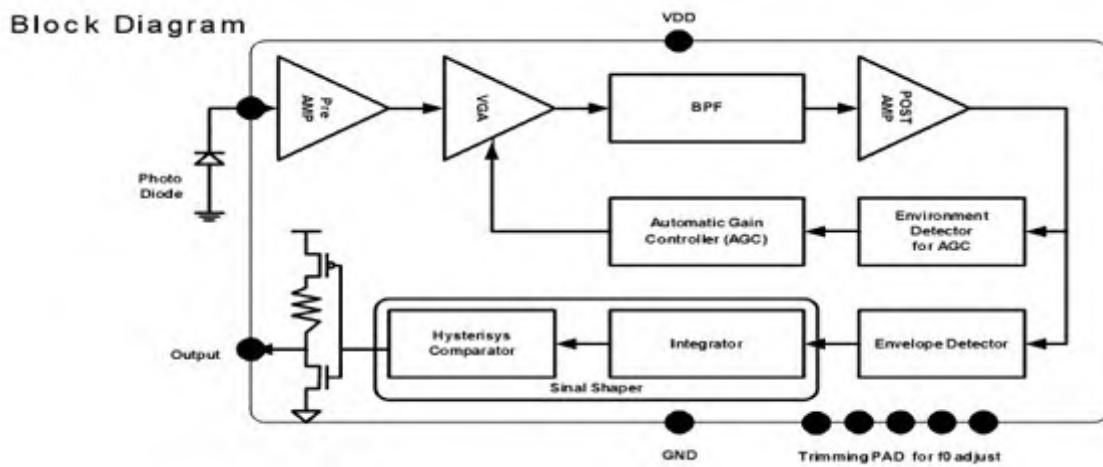 Block Diagram
VDD
Pre
AMP
VGA
BPF
POST
AMP
Photo
Diode
Automatic Gain
Controller (AGC)
Environment
Detector
for AGC
Output
Hysterisys
Comparator
Integrator
Envelope Detector
Sinal Shaper
GND
Trimming PAD for f0 adjust